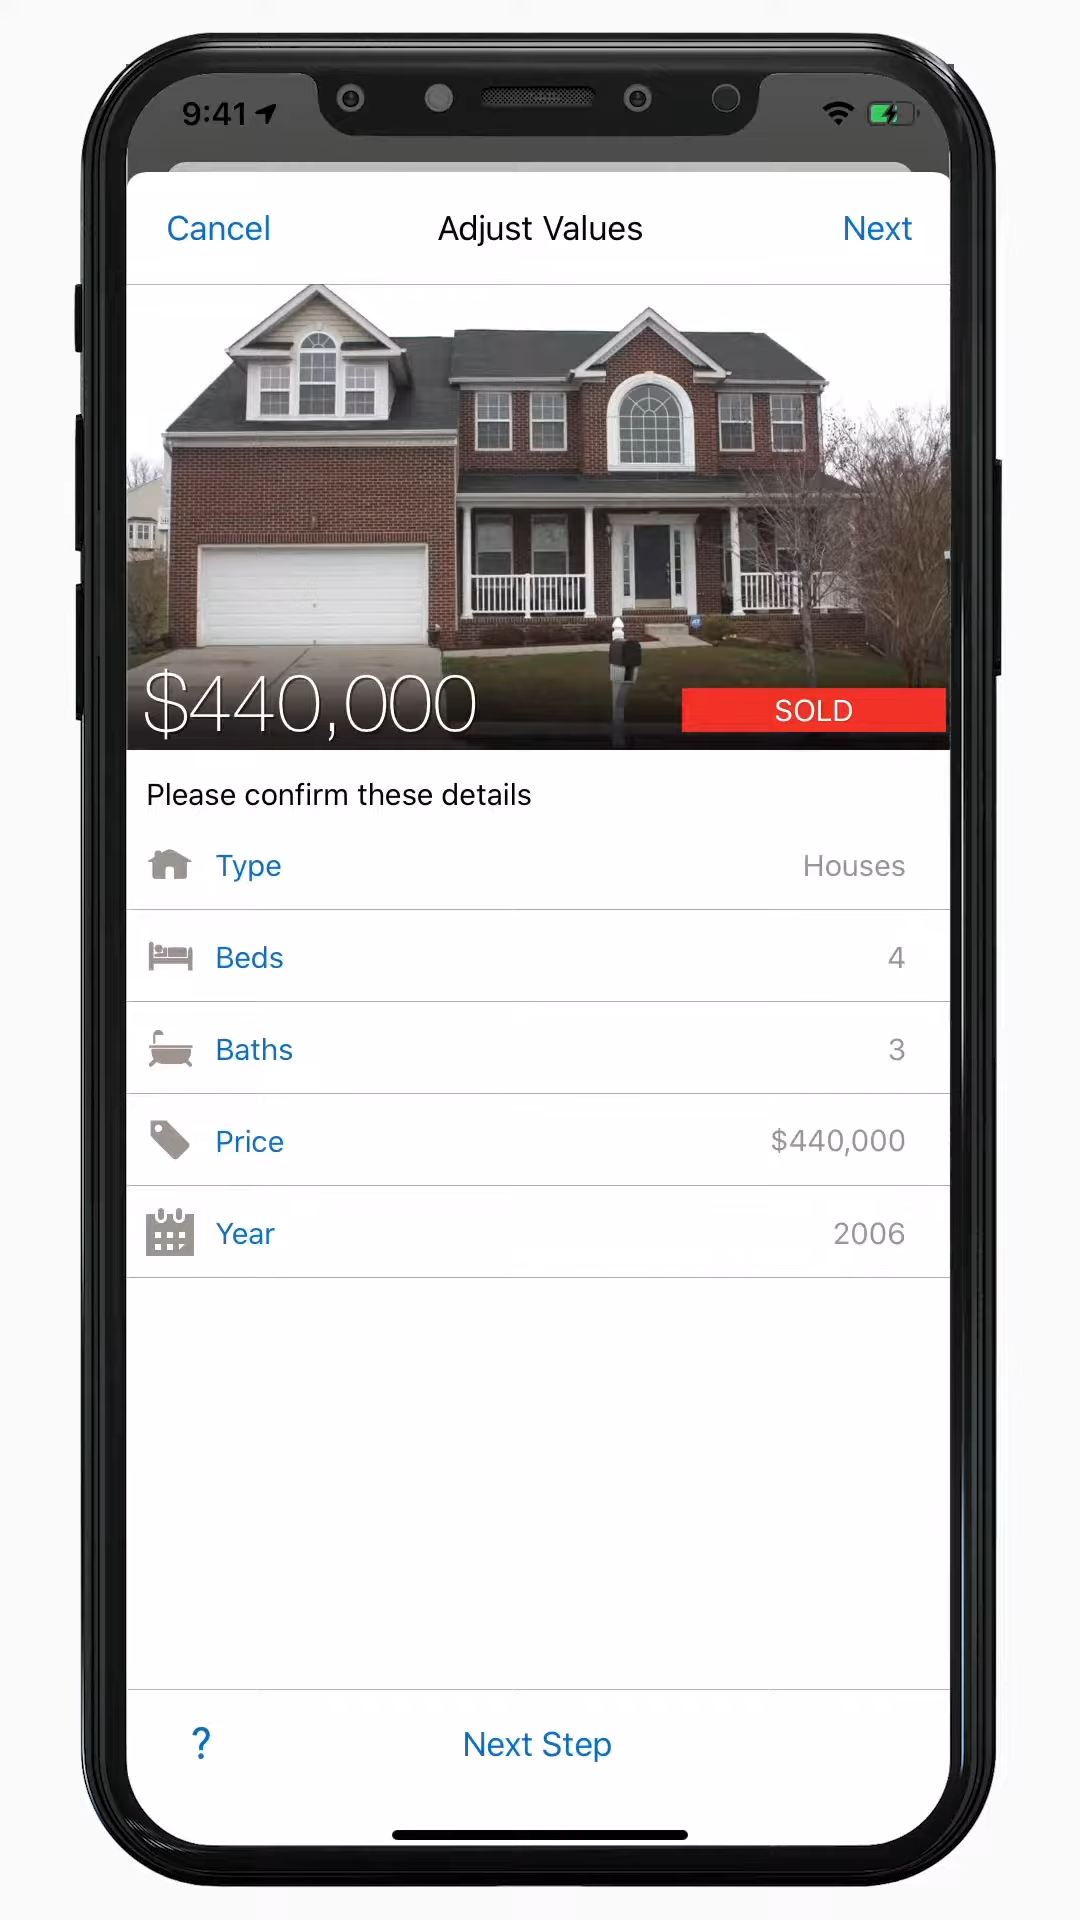 9:41
Cancel Adjust Values Next
$440,000
SOLD
Please confirm these details
Type Houses
Beds 4
Baths 3
Price $440,000
Year 2006
? Next Step